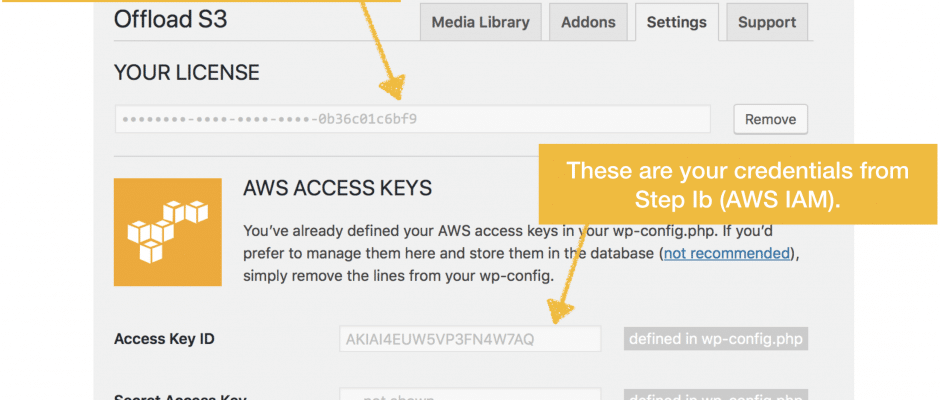 Offload S3
Media Library
Addons
Settings
Support
YOUR LICENSE
••••••••-••••-••••-••••-0b36c01c6bf9
Remove
These are your credentials from
Step Ib (AWS IAM).
AWS ACCESS KEYS
You’ve already defined your AWS access keys in your wp-config.php. If you’d
prefer to manage them here and store them in the database (not recommended),
simply remove the lines from your wp-config.
Access Key ID
AKIAI4EUW5VP3FN4W7AQ
defined in wp-config.php
Secret Access Key
-- not shown --
defined in wp-config.php